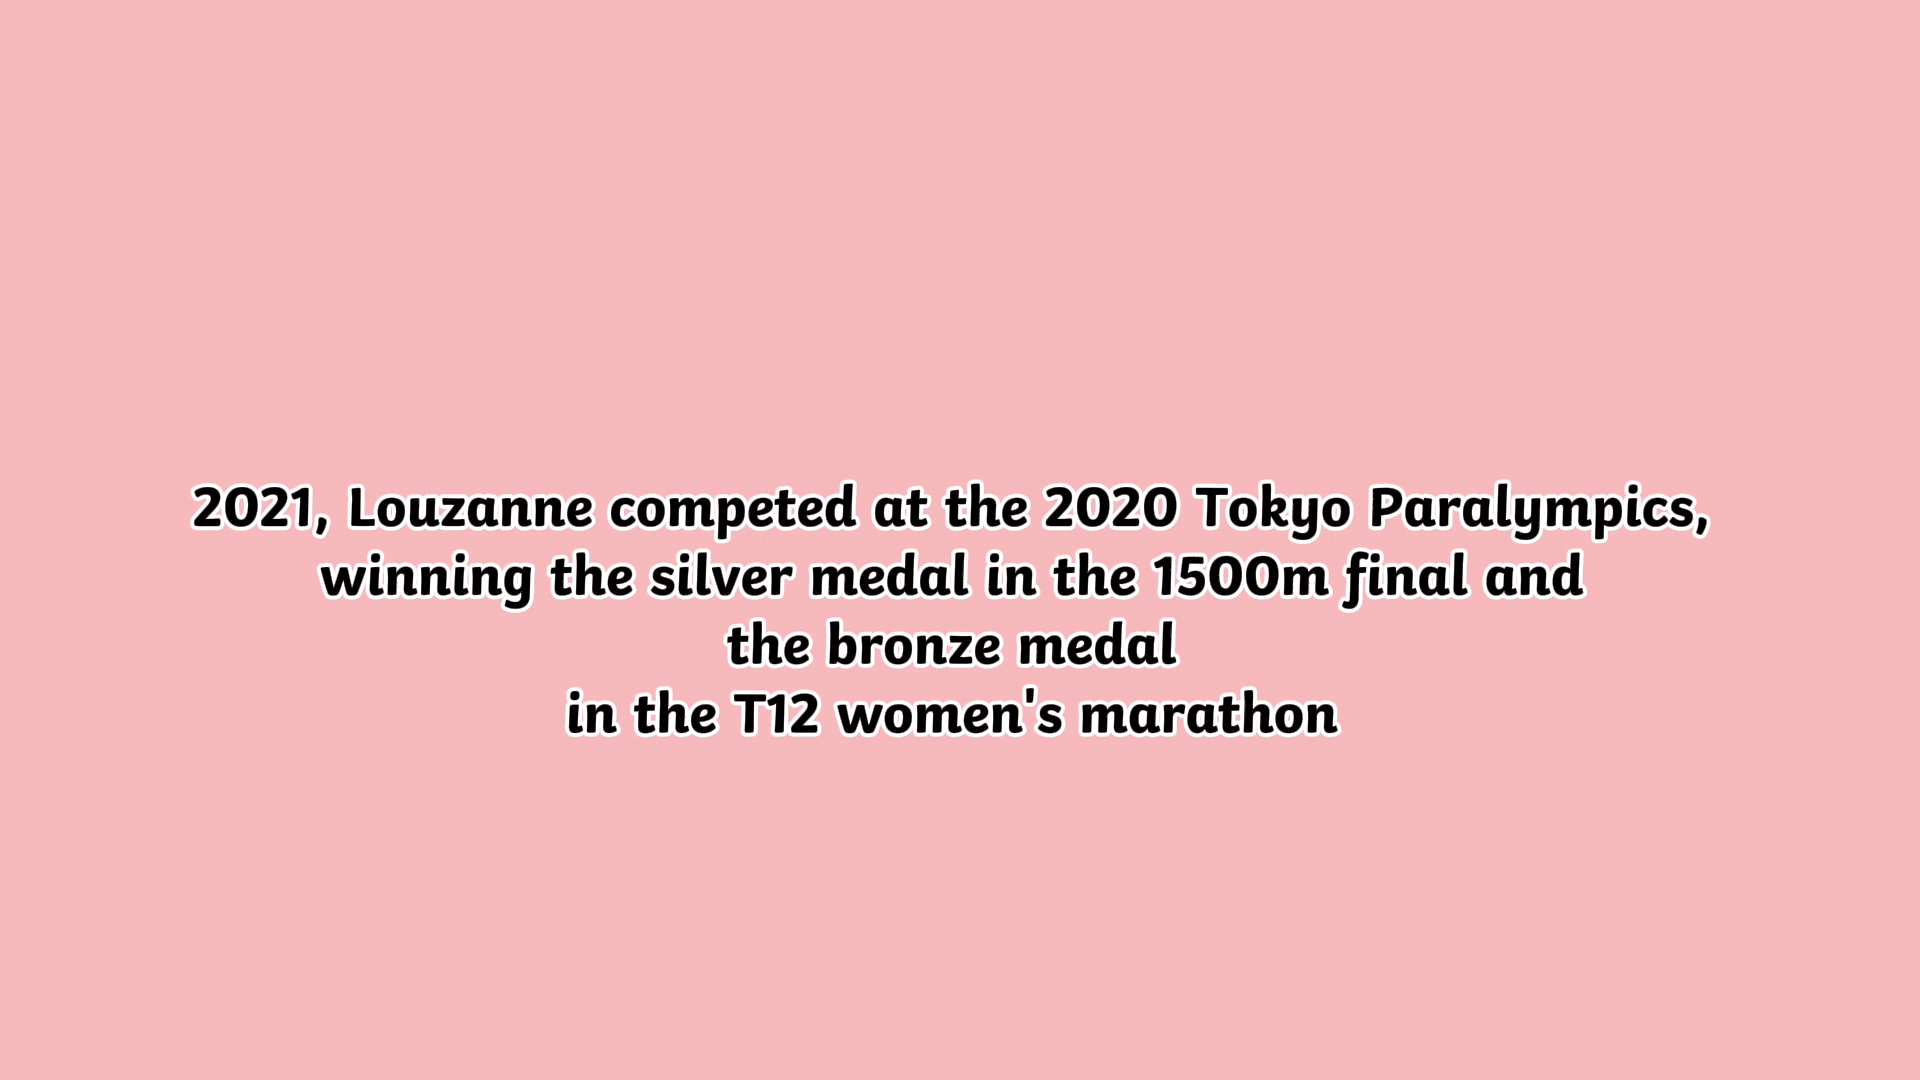 2021, Louzanne competed at the 2020 Tokyo Paralympics,
winning the silver medal in the 1500m final and
the bronze medal
in the T12 women's marathon